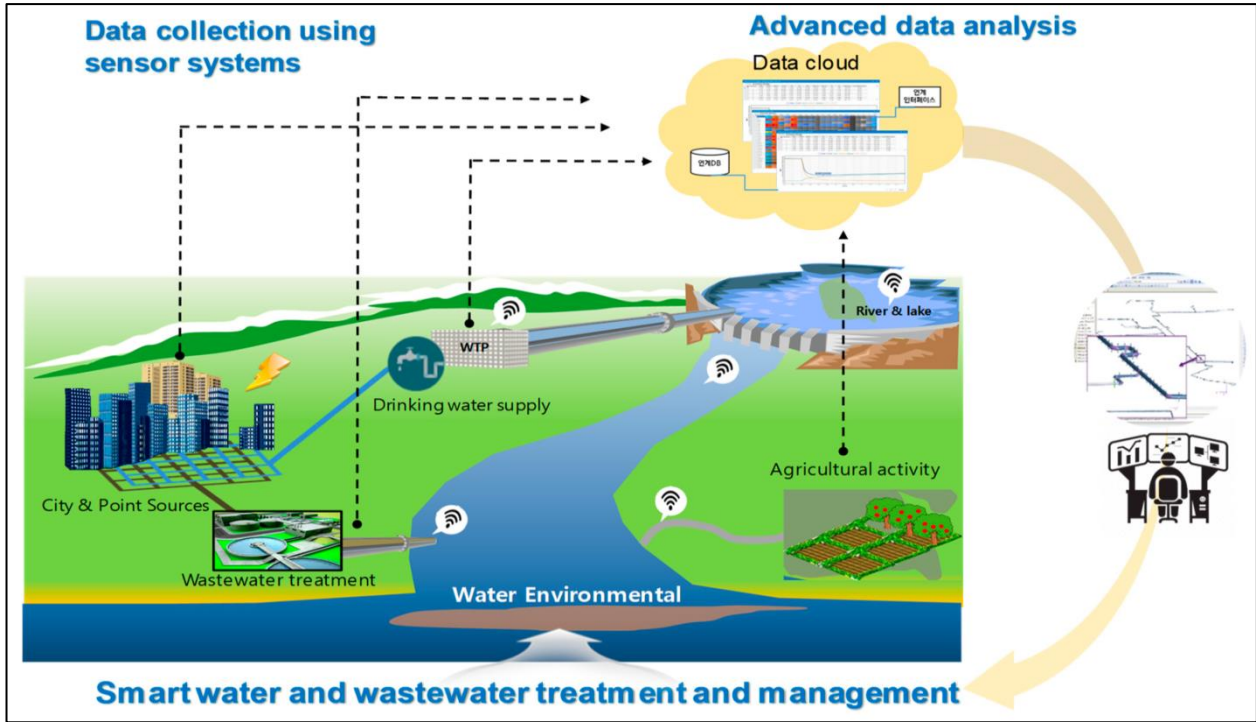 Data collection using
sensor systems
Advanced data analysis
Data cloud
연계
인터페이스
연계DB
River & lake
WTP
Drinking water supply
Agricultural activity
City & Point Sources
Wastewater treatment
Water Environmental
Smart water and wastewater treatment and management